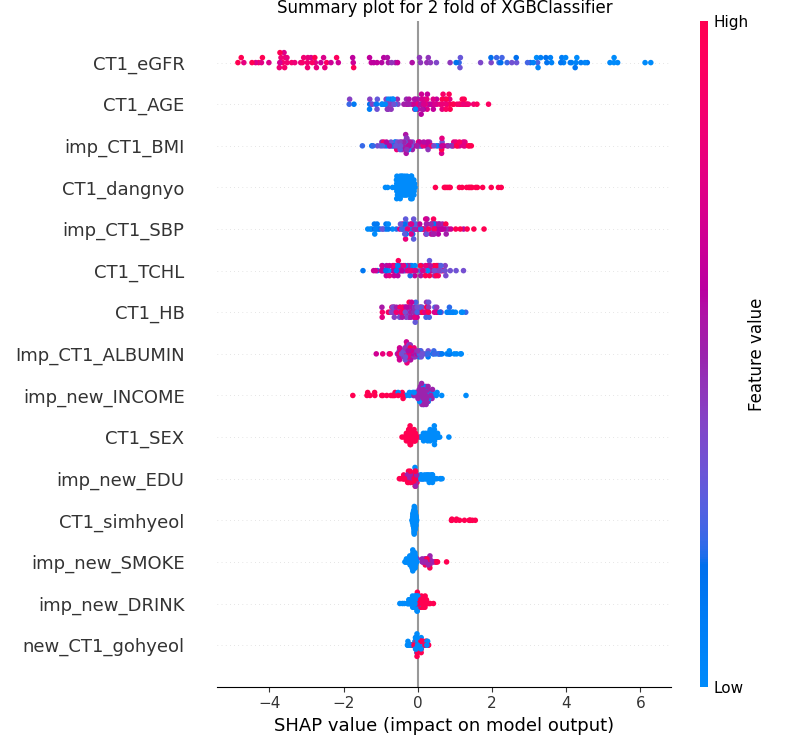 Summary plot for 2 fold of XGBClassifier
High
CT1_eGFR
CT1_AGE
imp_CT1_BMI
CT1_dangnyo
imp_CT1_SBP
CT1_TCHL
CT1_HB
Imp_CT1_ALBUMIN
imp_new_INCOME
CT1_SEX
imp_new_EDU
CT1_simhyeol
imp_new_SMOKE
imp_new_DRINK
new_CT1_gohyeol
Feature value
Low
−4 −2 0 2 4 6
SHAP value (impact on model output)